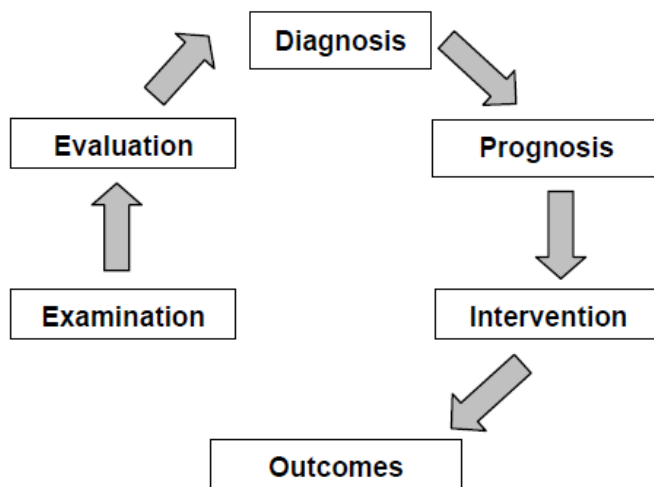 Diagnosis
Evaluation
Prognosis
Examination
Intervention
Outcomes